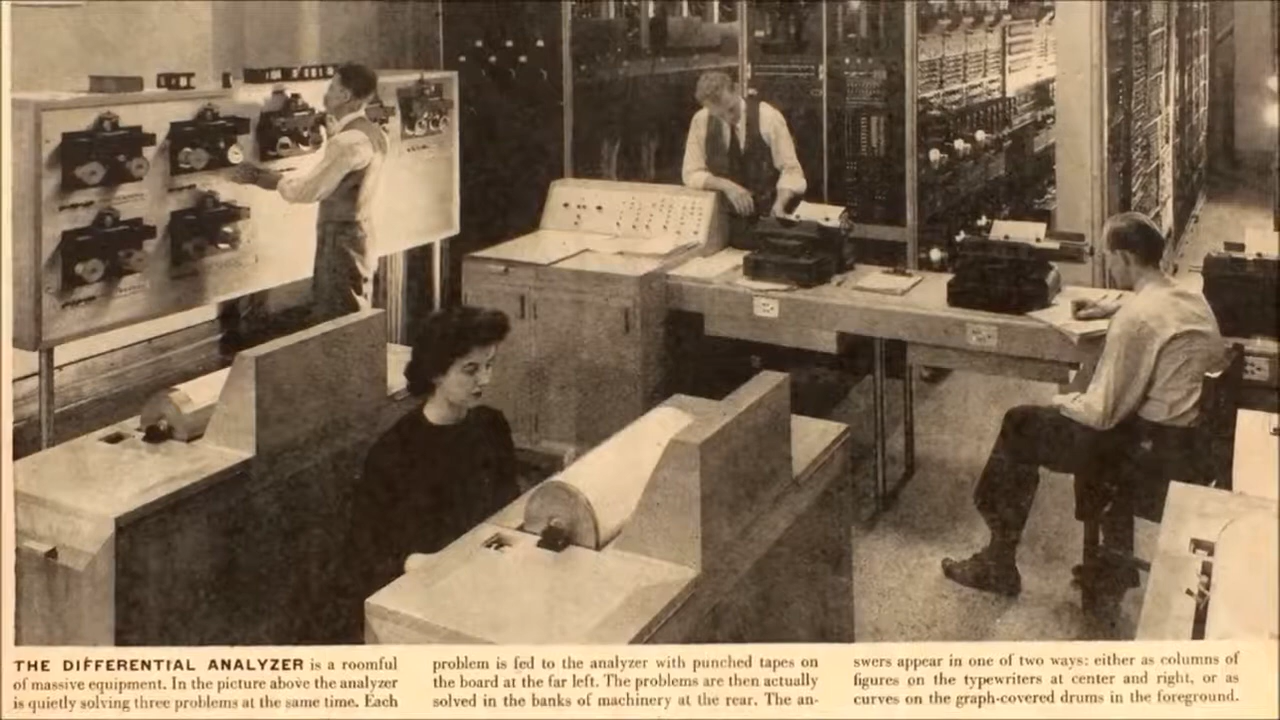 THE DIFFERENTIAL ANALYZER is a roomful
of massive equipment. In the picture above the analyzer
is quietly solving three problems at the same time. Each
problem is fed to the analyzer with punched tapes on
the board at the far left. The problems are then actually
solved in the banks of machinery at the rear. The an-
swers appear in one of two ways: either as columns of
figures on the typewriters at center and right, or as
curves on the graph-covered drums in the foreground.